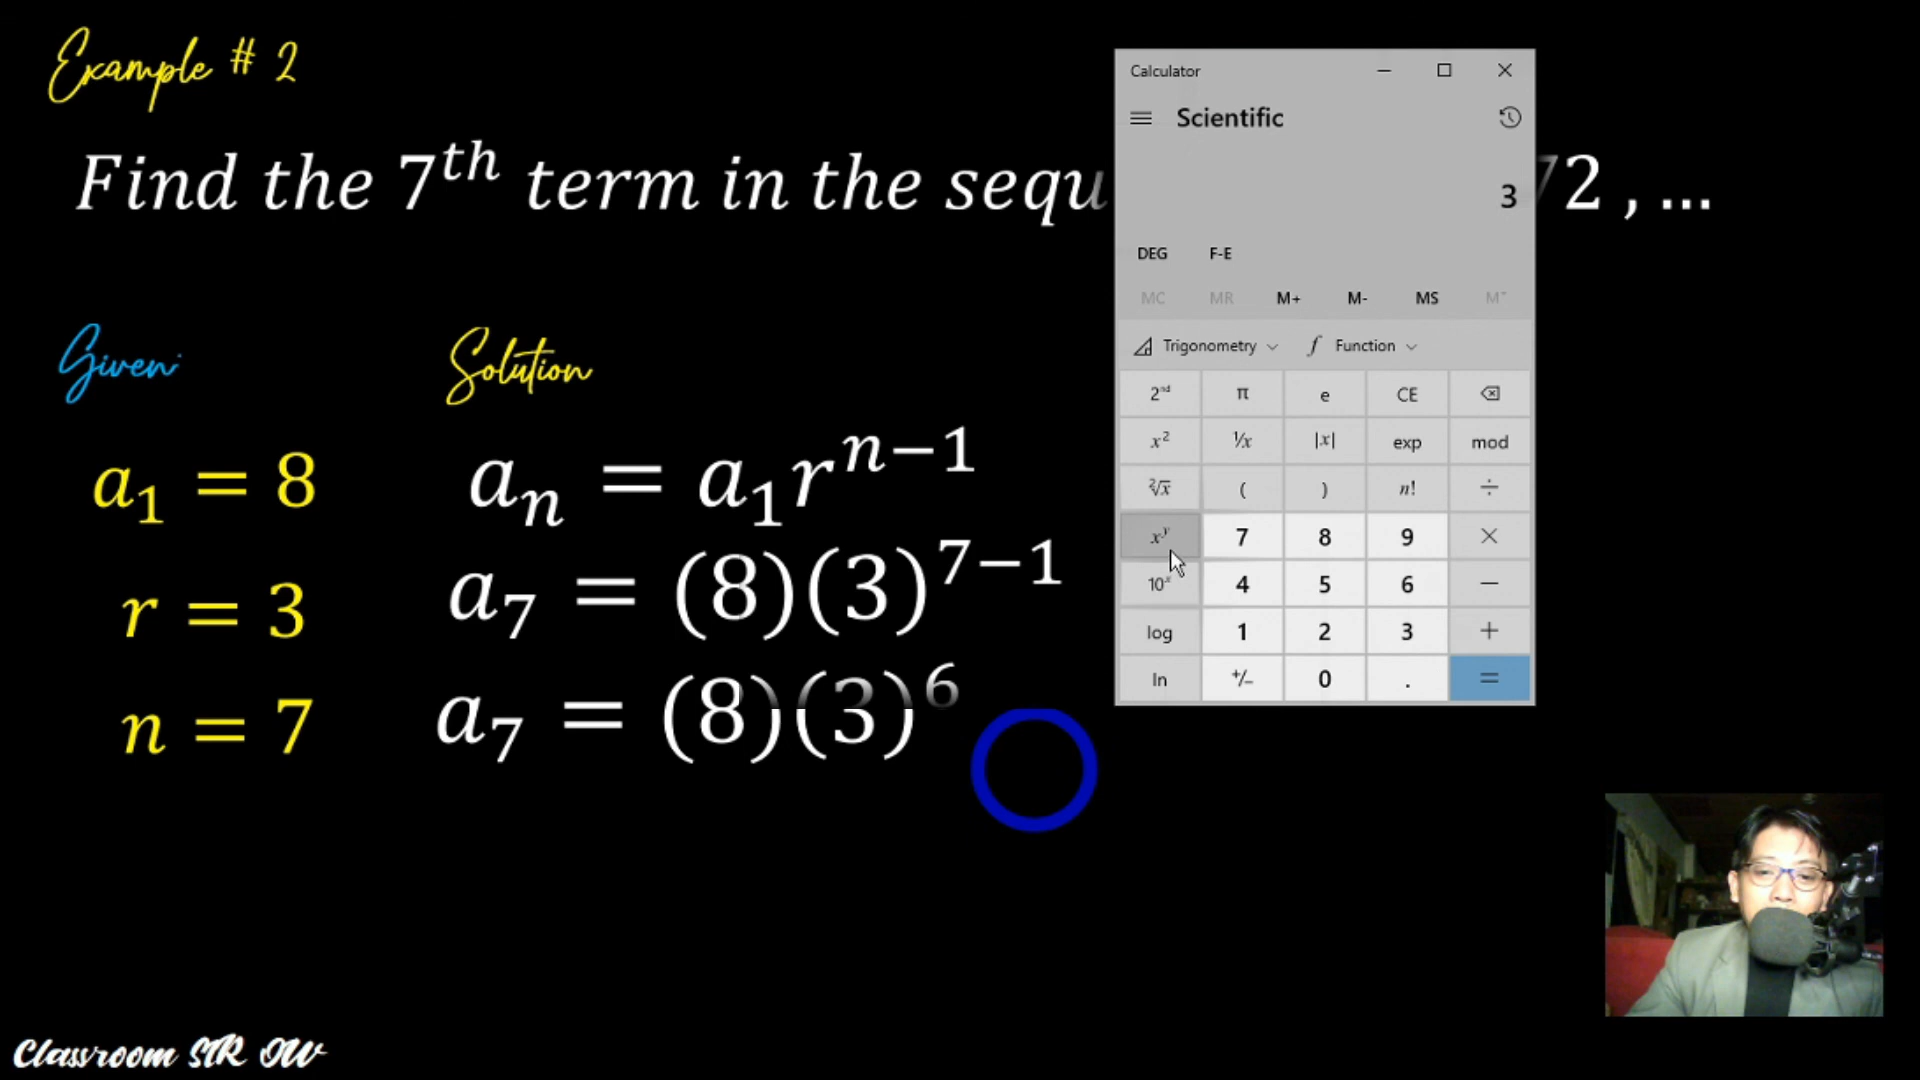 Example # 2
Find the 7th term in the sequ 72 , ...
Given:
a1 = 8
r = 3
n = 7
Solution
an = a1r^n−1
a7 = (8)(3)^7−1
a7 = (8)(3)^6
Calculator
Scientific
3
DEG F-E
MC MR M+ M- MS M˅
Trigonometry f Function
2nd π e CE
x² ¹/x |x| exp mod
²√x ( ) n! ÷
x^y 7 8 9 ×
10^x 4 5 6 −
log 1 2 3 +
ln +/− 0 . =
Classroom SIR OW